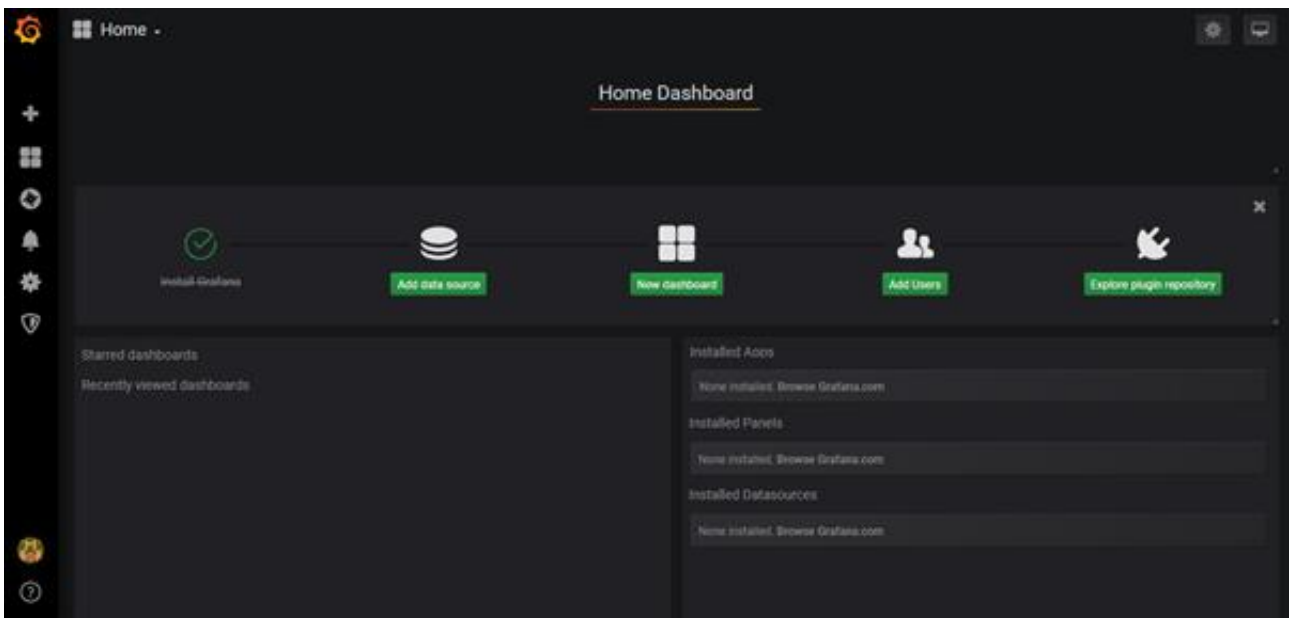 Home
Home Dashboard
Install Grafana
Add data source
New dashboard
Add Users
Explore plugin repository
Starred dashboards
Recently viewed dashboards
Installed Apps
None installed. Browse Grafana.com
Installed Panels
None installed. Browse Grafana.com
Installed Datasources
None installed. Browse Grafana.com